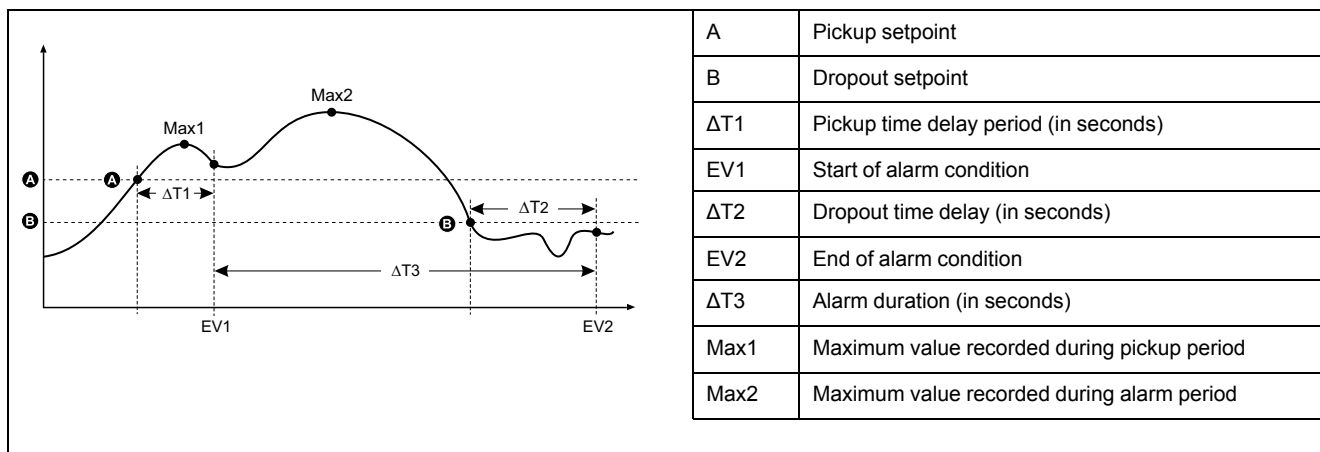 Max2
Max1
A
A
ΔT1
B
B
ΔT2
ΔT3
EV1
EV2
A Pickup setpoint
B Dropout setpoint
ΔT1 Pickup time delay period (in seconds)
EV1 Start of alarm condition
ΔT2 Dropout time delay (in seconds)
EV2 End of alarm condition
ΔT3 Alarm duration (in seconds)
Max1 Maximum value recorded during pickup period
Max2 Maximum value recorded during alarm period